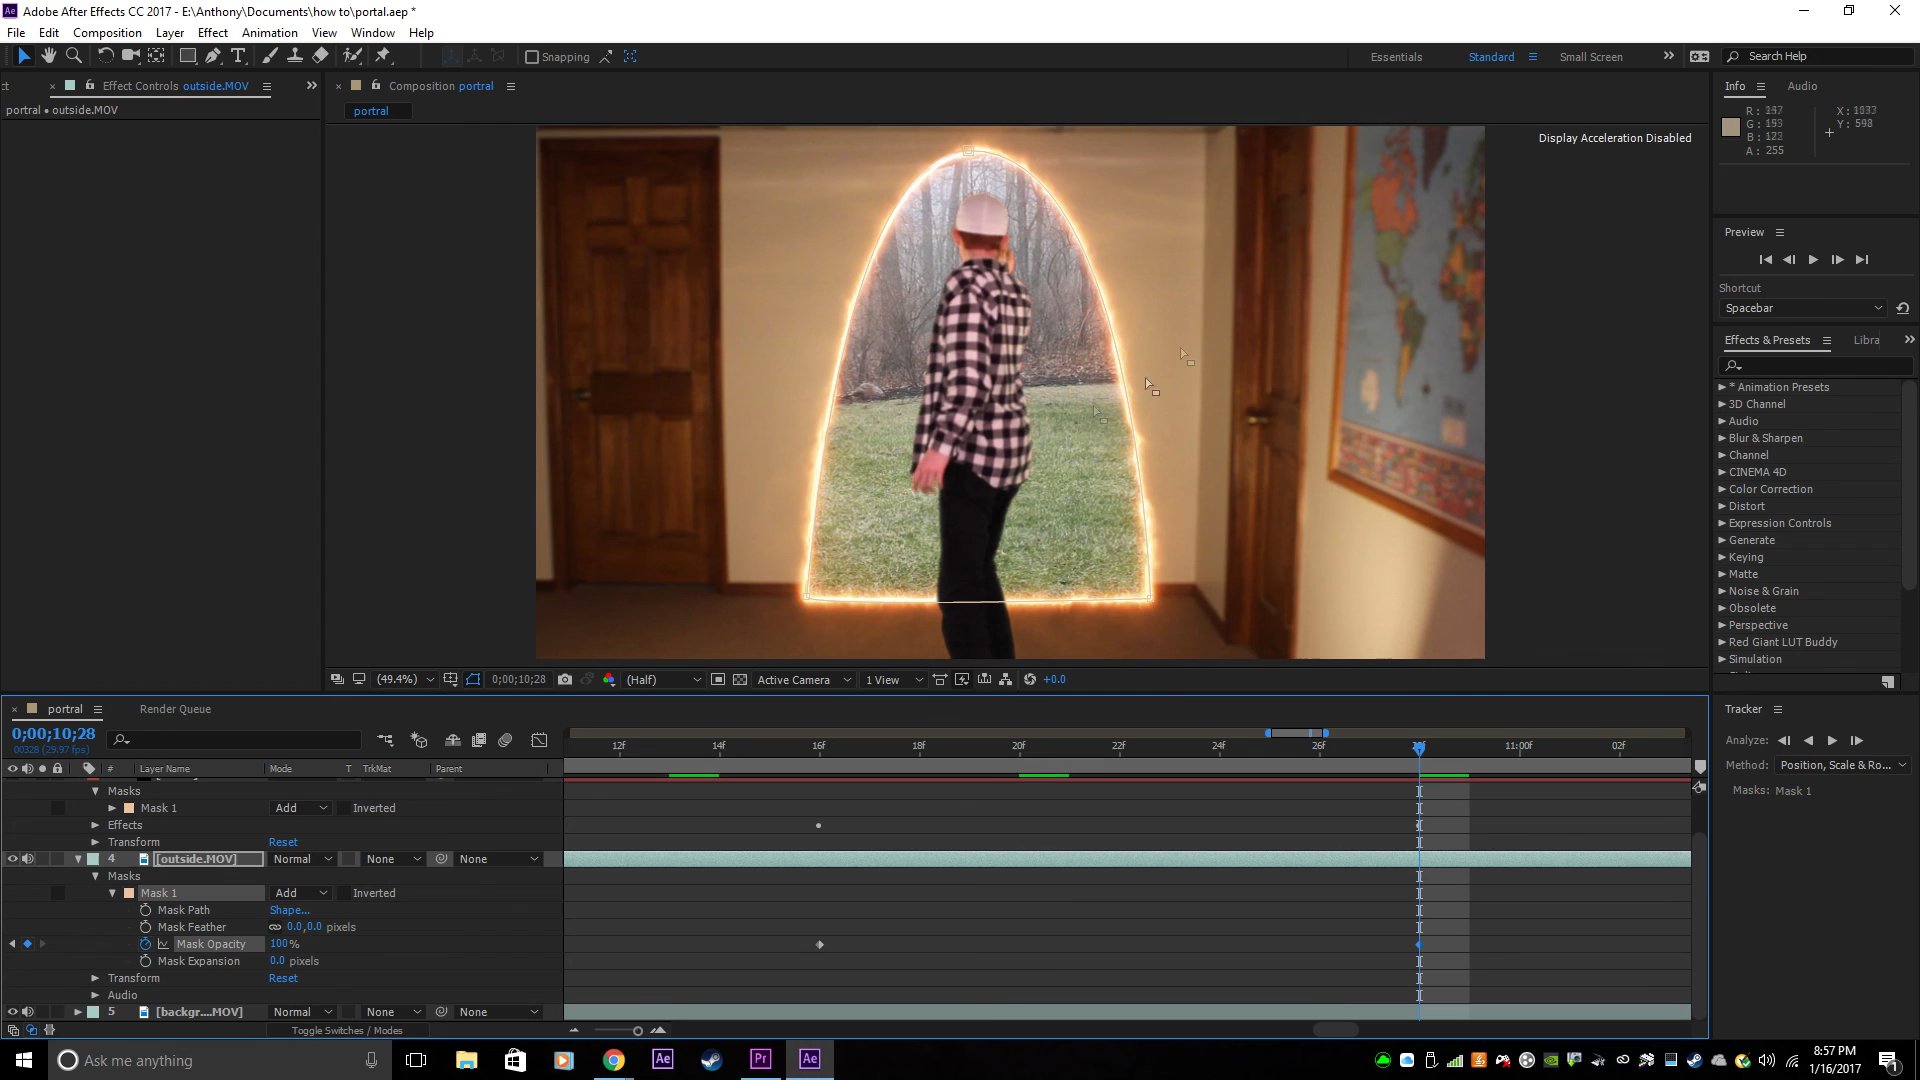 Adobe After Effects CC 2017 - E:\Anthony\Documents\how to\portal.aep *
File Edit Composition Layer Effect Animation View Window Help
Snapping
Essentials Standard Small Screen Search Help
Effect Controls outside.MOV
portral • outside.MOV
Composition portral
portral
Display Acceleration Disabled
Info Audio
G: 153
B: 123
A: 255
Y: 598
Preview
Shortcut
Spacebar
Effects & Presets Libra
* Animation Presets
3D Channel
Audio
Blur & Sharpen
Channel
CINEMA 4D
Color Correction
Distort
Expression Controls
Generate
Keying
Matte
Noise & Grain
Obsolete
Perspective
Red Giant LUT Buddy
Simulation
(49.4%) 0;00;10;28 (Half) Active Camera 1 View +0.0
portral Render Queue
0;00;10;28
00328 (29.97 fps)
12f 14f 16f 18f 20f 22f 24f 26f 11:00f 02f
# Layer Name Mode T TrkMat Parent
Masks
Mask 1 Add Inverted
Effects
Transform Reset
4 [outside.MOV] Normal None None
Masks
Mask 1 Add Inverted
Mask Path Shape...
Mask Feather 0.0,0.0 pixels
Mask Opacity 100%
Mask Expansion 0.0 pixels
Transform Reset
Audio
5 [backgr....MOV] Normal None None
Toggle Switches / Modes
Tracker
Analyze:
Method: Position, Scale & Ro...
Masks: Mask 1
Ask me anything
8:57 PM
1/16/2017